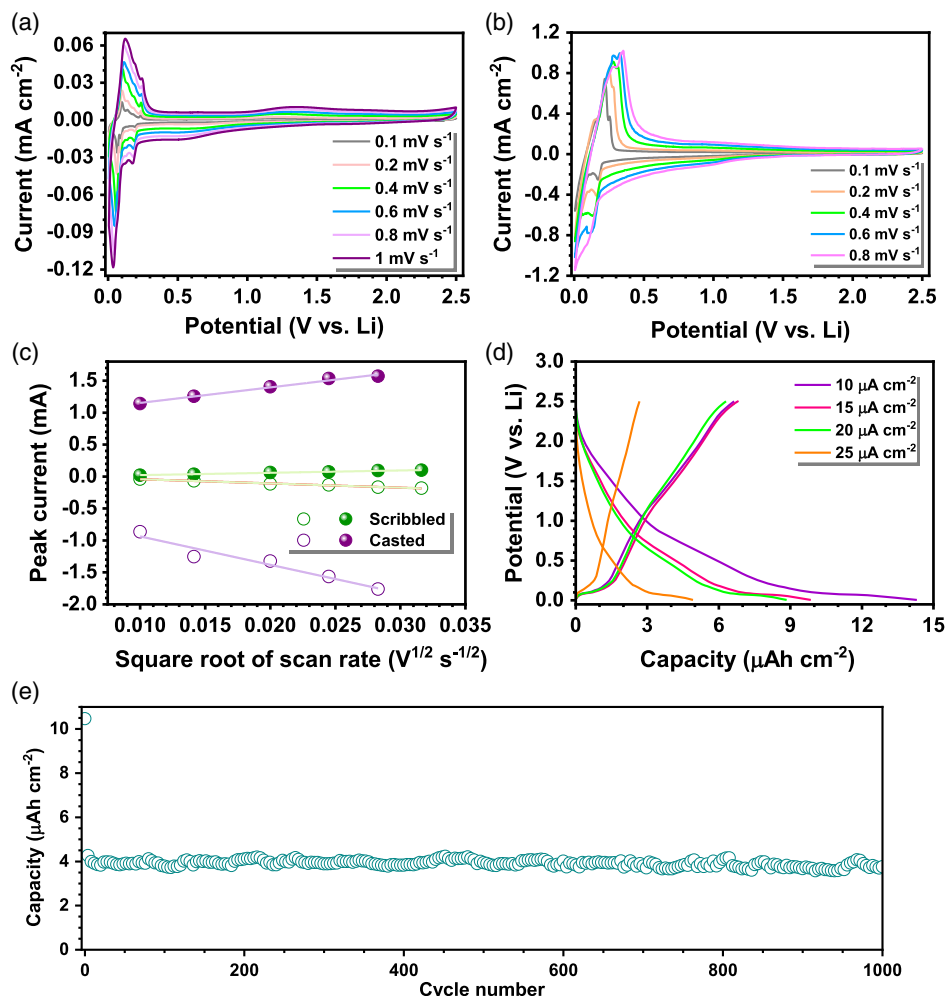 (a)
0.06
0.03
0.00
-0.03
-0.06
-0.09
-0.12
Current (mA cm⁻²)
0.1 mV s⁻¹
0.2 mV s⁻¹
0.4 mV s⁻¹
0.6 mV s⁻¹
0.8 mV s⁻¹
1 mV s⁻¹
0.0 0.5 1.0 1.5 2.0 2.5
Potential (V vs. Li)
(b)
1.2
0.8
0.4
0.0
-0.4
-0.8
-1.2
Current (mA cm⁻²)
0.1 mV s⁻¹
0.2 mV s⁻¹
0.4 mV s⁻¹
0.6 mV s⁻¹
0.8 mV s⁻¹
0.0 0.5 1.0 1.5 2.0 2.5
Potential (V vs. Li)
(c)
1.5
1.0
0.5
0.0
-0.5
-1.0
-1.5
-2.0
Peak current (mA)
Scribbled
Casted
0.010 0.015 0.020 0.025 0.030 0.035
Square root of scan rate (V¹/² s⁻¹/²)
(d)
3.0
2.5
2.0
1.5
1.0
0.5
0.0
Potential (V vs. Li)
10 μA cm⁻²
15 μA cm⁻²
20 μA cm⁻²
25 μA cm⁻²
0 3 6 9 12 15
Capacity (μAh cm⁻²)
(e)
10
8
6
4
2
0
Capacity (μAh cm⁻²)
0 200 400 600 800 1000
Cycle number